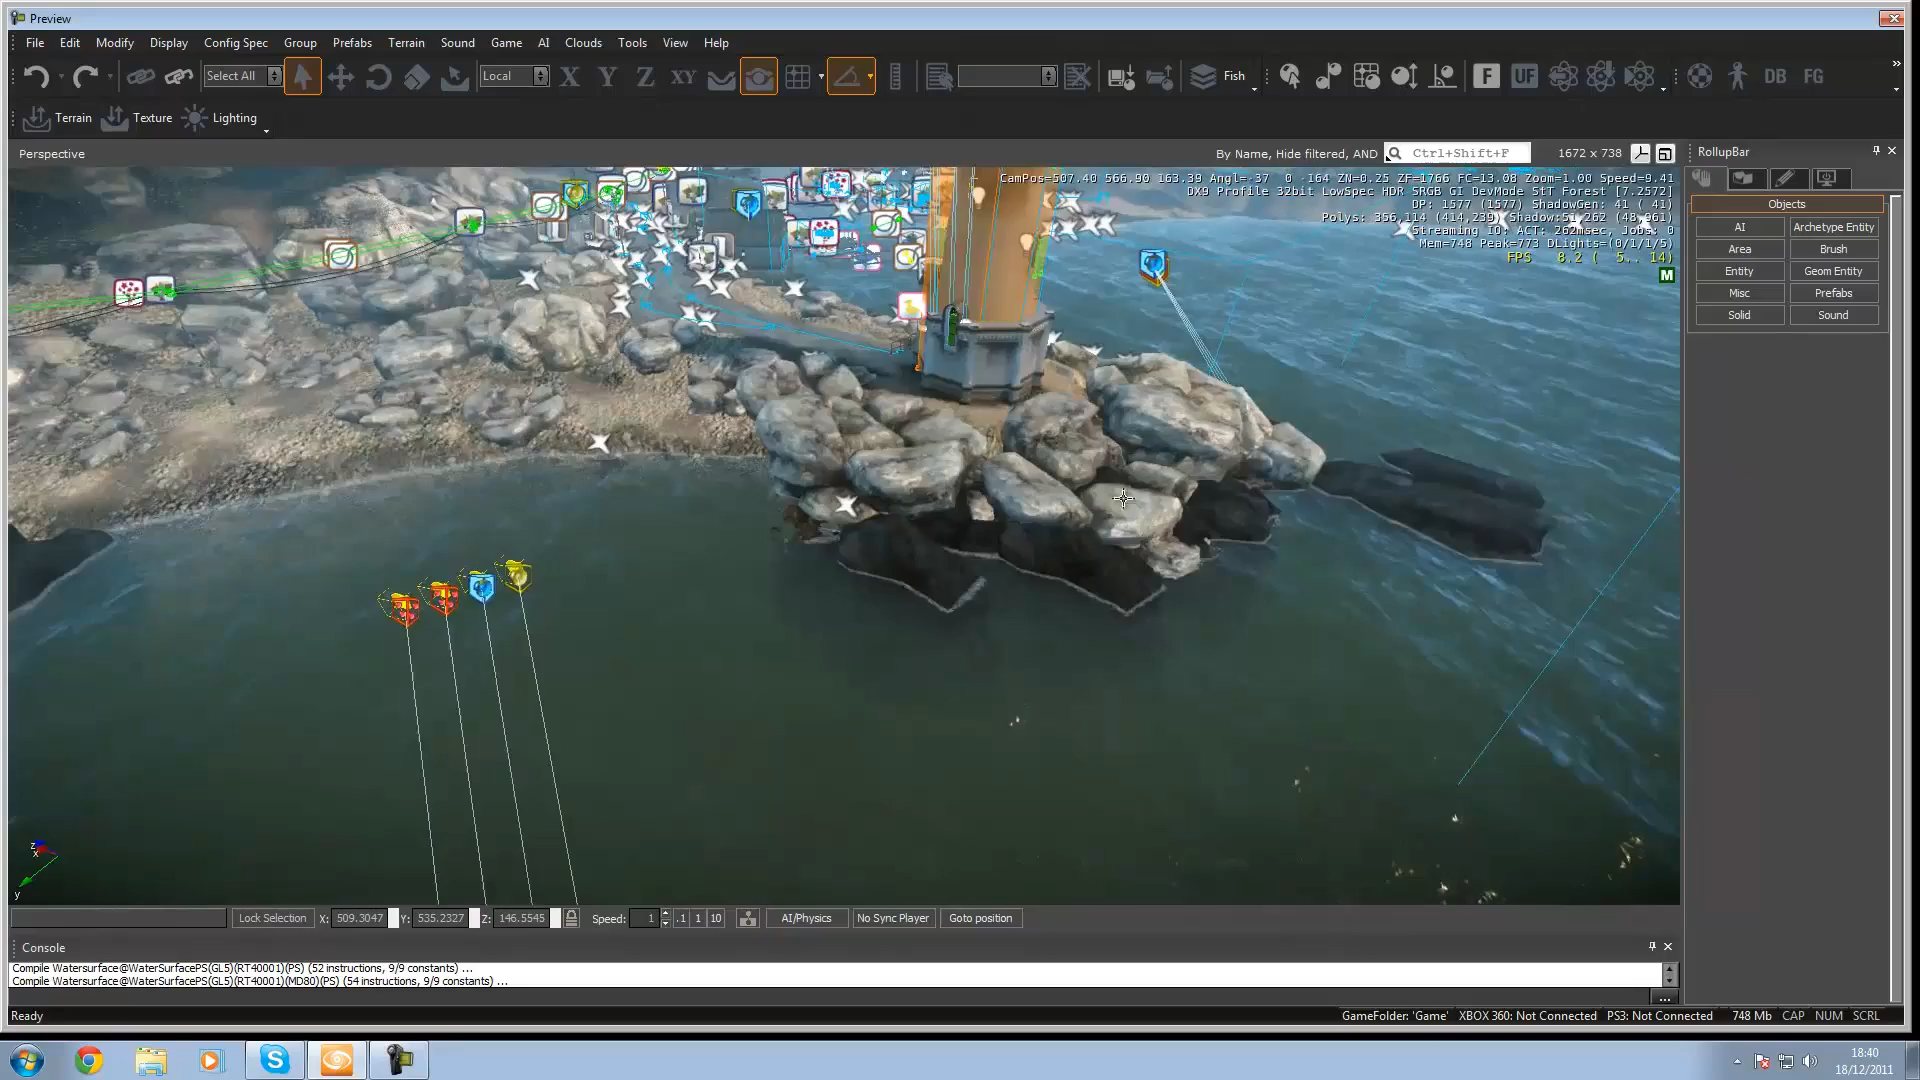 Preview
File Edit Modify Display Config Spec Group Prefabs Terrain Sound Game AI Clouds Tools View Help
Select All Local X Y Z XY Fish F UF DB FG
Terrain Texture Lighting
Perspective By Name, Hide filtered, AND Ctrl+Shift+F 1672 x 738
RollupBar
CamPos=507.40 566.90 163.39 Angl=-37 0 -164 ZN=0.25 ZF=1766 FC=13.08 Zoom=1.00 Speed=9.41
DX9 Profile 32bit LowSpec HDR SRGB GI DevMode StT Forest [7.2572]
DP: 1577 (1577) ShadowGen: 41 ( 41)
Polys: 356,114 (414,239) Shadow:51,262 (48,961)
Streaming IO: ACT: 262msec, Jobs: 0
Mem=748 Peak=773 DLights=(0/1/1/5)
FPS 8.2 ( 5.. 14)
M
Objects
AI Archetype Entity
Area Brush
Entity Geom Entity
Misc Prefabs
Solid Sound
z
x
y
Lock Selection X: 509.3047 Y: 535.2327 Z: 146.5545 Speed: 1 .1 1 10 AI/Physics No Sync Player Goto position
Console
Compile Watersurface@WaterSurfacePS(GL5)(RT40001)(PS) (52 instructions, 9/9 constants) ...
Compile Watersurface@WaterSurfacePS(GL5)(RT40001)(MD80)(PS) (54 instructions, 9/9 constants) ...
...
Ready GameFolder: 'Game' XBOX 360: Not Connected PS3: Not Connected 748 Mb CAP NUM SCRL
18:40
18/12/2011